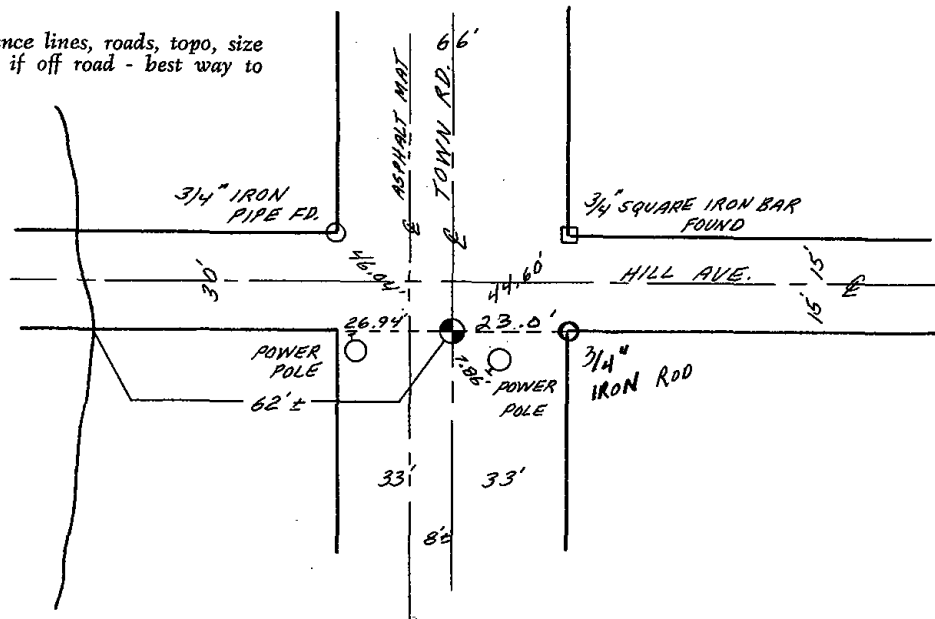 nce lines, roads, topo, size
if off road - best way to
66'
ASPHALT MAT
℄
TOWN RD.
℄
3/4" IRON
PIPE FD.
3/4" SQUARE IRON BAR
FOUND
30'
44.60'
HILL AVE.
15'
15'
℄
26.94'
23.0'
POWER
POLE
7.86'
POWER
POLE
3/4"
IRON ROD
62'±
33'
33'
8'±